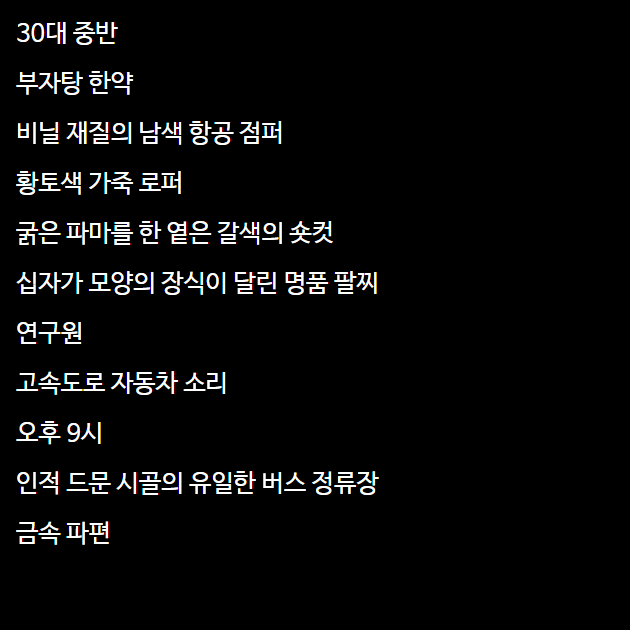 30대 중반
부자탕 한약
비닐 재질의 남색 항공 점퍼
황토색 가죽 로퍼
굵은 파마를 한 옅은 갈색의 숏컷
십자가 모양의 장식이 달린 명품 팔찌
연구원
고속도로 자동차 소리
오후 9시
인적 드문 시골의 유일한 버스 정류장
금속 파편